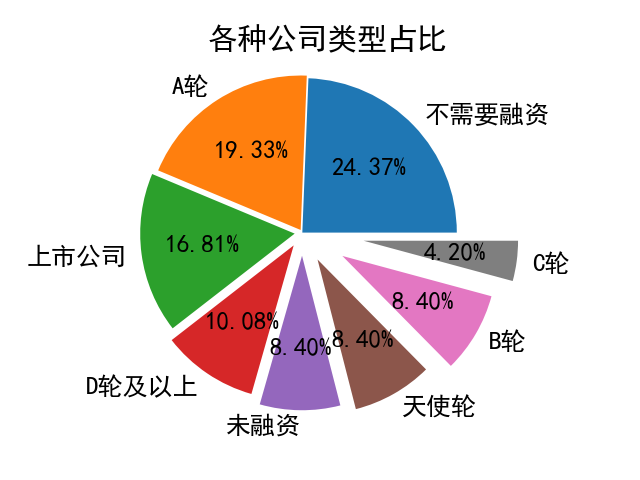 各种公司类型占比
A轮
不需要融资
19.33%
24.37%
上市公司
16.81%
4.20%
C轮
10.08%
8.40%
8.40%
8.40%
B轮
D轮及以上
未融资
天使轮